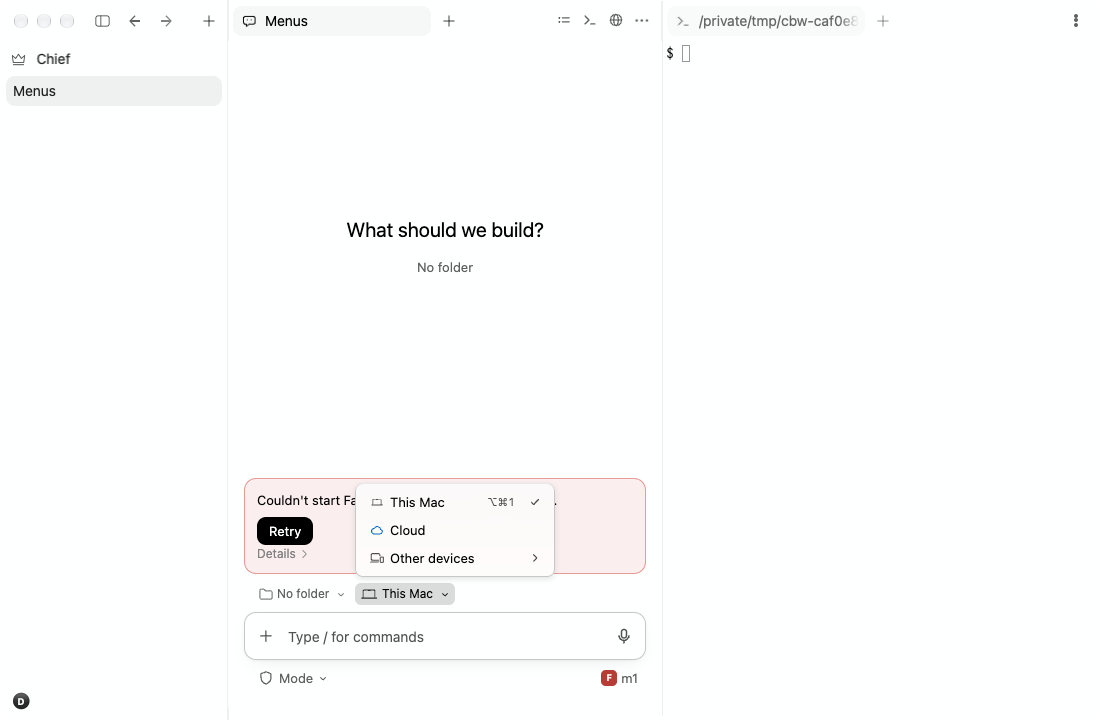 Menus
/private/tmp/cbw-caf0e8
Chief
Menus
$
What should we build?
No folder
Couldn't start Fa
Retry
Details
This Mac ⌥⌘1
Cloud
Other devices
No folder
This Mac
Type / for commands
Mode
F m1
D